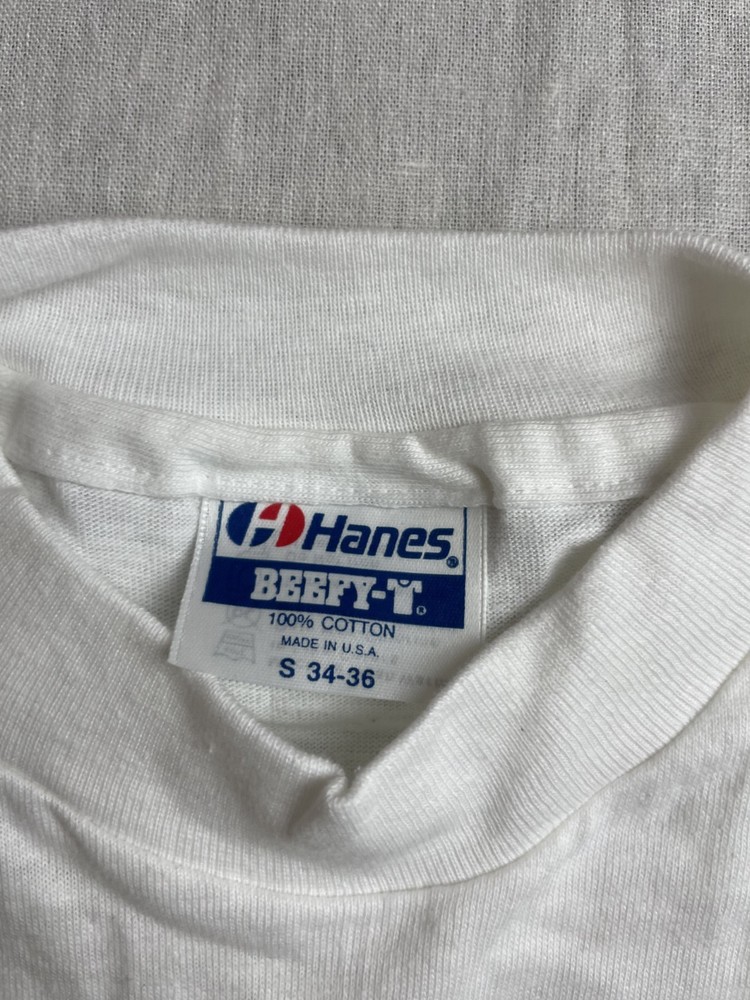 Hanes®
BEEFY-T®
100% COTTON
MADE IN U.S.A.
S 34-36